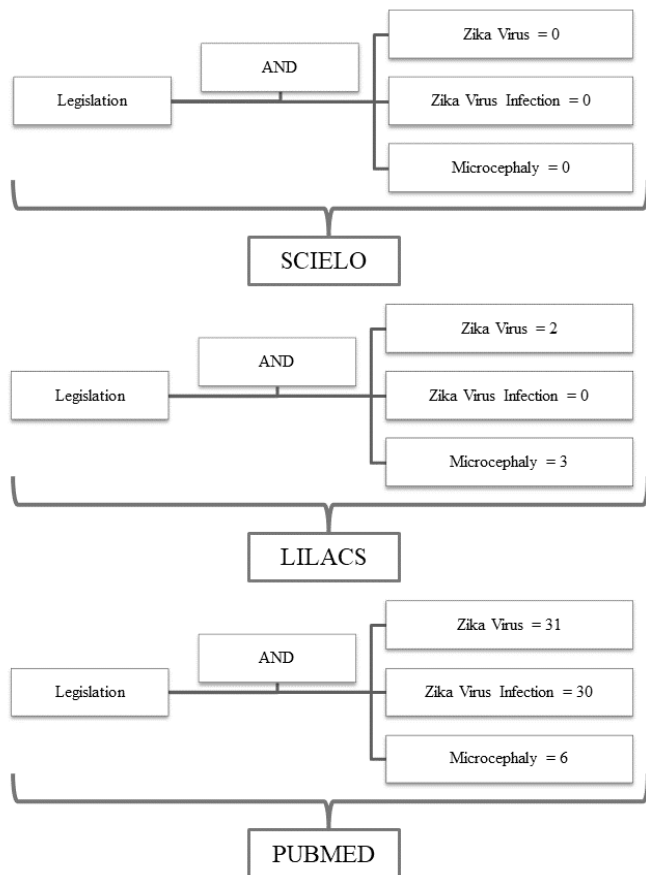 Zika Virus = 0
AND
Legislation
Zika Virus Infection = 0
Microcephaly = 0
SCIELO
Zika Virus = 2
AND
Legislation
Zika Virus Infection = 0
Microcephaly = 3
LILACS
Zika Virus = 31
AND
Legislation
Zika Virus Infection = 30
Microcephaly = 6
PUBMED